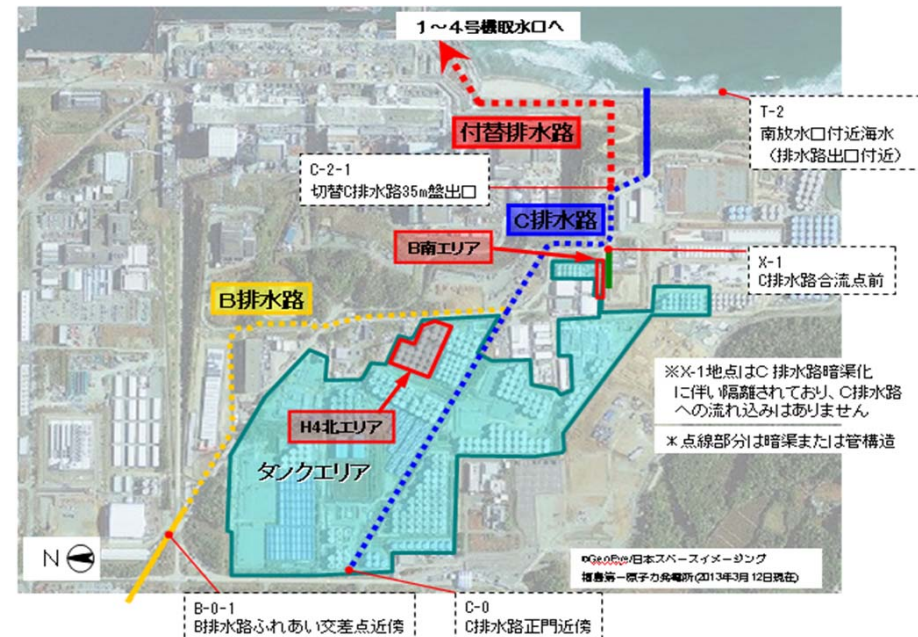 1～4号機取水口へ
T-2
南放水口付近海水
（排水路出口付近）
付替排水路
C-2-1
切替C排水路35m盤出口
C排水路
B南エリア
X-1
C排水路合流点前
B排水路
※X-1地点はC排水路暗渠化
に伴い隔離されており、C排水路
への流れ込みはありません
＊点線部分は暗渠または管構造
H4北エリア
タンクエリア
N
©GeoEye/日本スペースイメージング
福島第一原子力発電所(2013年3月12日現在)
B-0-1
B排水路ふれあい交差点近傍
C-0
C排水路正門近傍